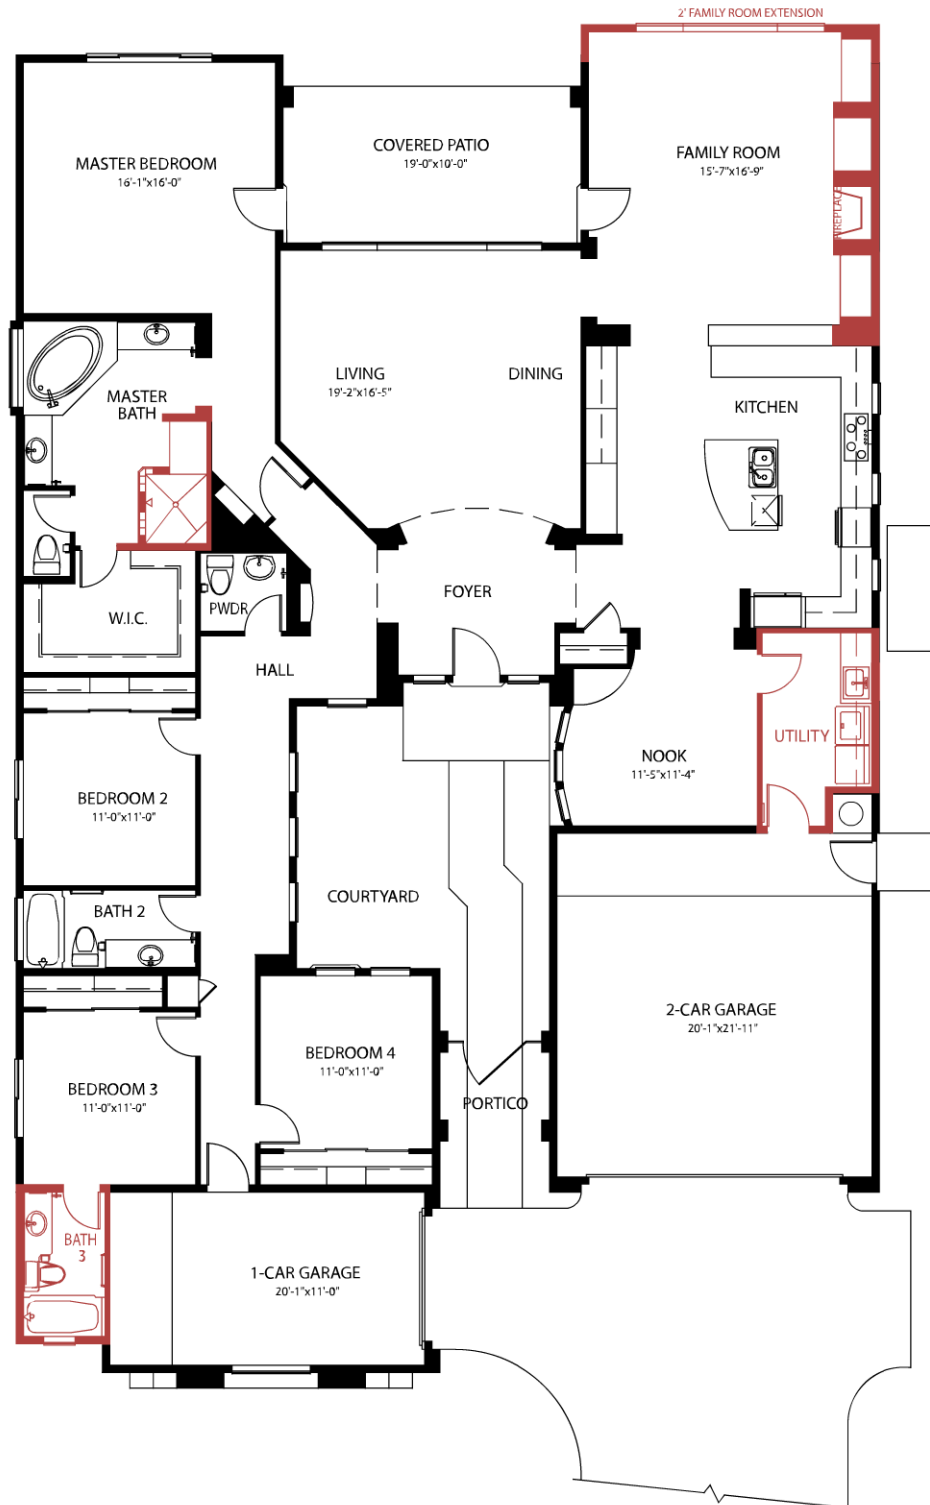 2' FAMILY ROOM EXTENSION
MASTER BEDROOM
16'-1"x16'-0"
COVERED PATIO
19'-0"x10'-0"
FAMILY ROOM
15'-7"x16'-9"
FIREPLACE
LIVING
19'-2"x16'-5"
DINING
MASTER
BATH
KITCHEN
FOYER
PWDR
W.I.C.
HALL
UTILITY
NOOK
11'-5"x11'-4"
BEDROOM 2
11'-0"x11'-0"
COURTYARD
BATH 2
2-CAR GARAGE
20'-1"x21'-11"
BEDROOM 4
11'-0"x11'-0"
BEDROOM 3
11'-0"x11'-0"
PORTICO
BATH
3
1-CAR GARAGE
20'-1"x11'-0"